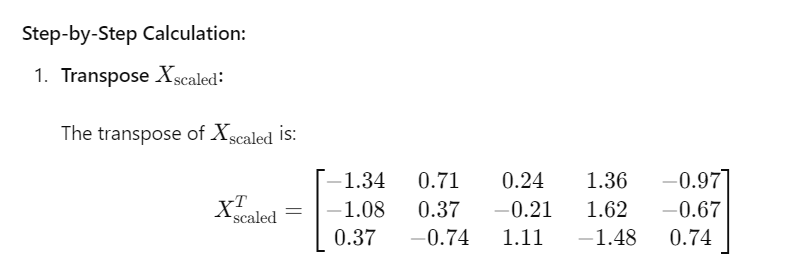 Step-by-Step Calculation:
1. Transpose X_scaled:
The transpose of X_scaled is:
X^T_scaled = [−1.34 0.71 0.24 1.36 −0.97
−1.08 0.37 −0.21 1.62 −0.67
0.37 −0.74 1.11 −1.48 0.74]